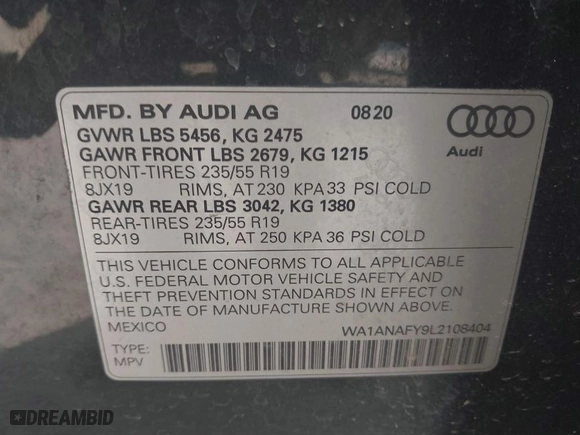 MFD. BY AUDI AG 0820
GVWR LBS 5456, KG 2475
GAWR FRONT LBS 2679, KG 1215
FRONT-TIRES 235/55 R19
8JX19 RIMS, AT 230 KPA 33 PSI COLD
GAWR REAR LBS 3042, KG 1380
REAR-TIRES 235/55 R19
8JX19 RIMS, AT 250 KPA 36 PSI COLD
Audi
THIS VEHICLE CONFORMS TO ALL APPLICABLE
U.S. FEDERAL MOTOR VEHICLE SAFETY AND
THEFT PREVENTION STANDARDS IN EFFECT ON
THE DATE OF MANUFACTURE SHOWN ABOVE.
MEXICO WA1ANAFY9L2108404
TYPE:
MPV
DREAMBID